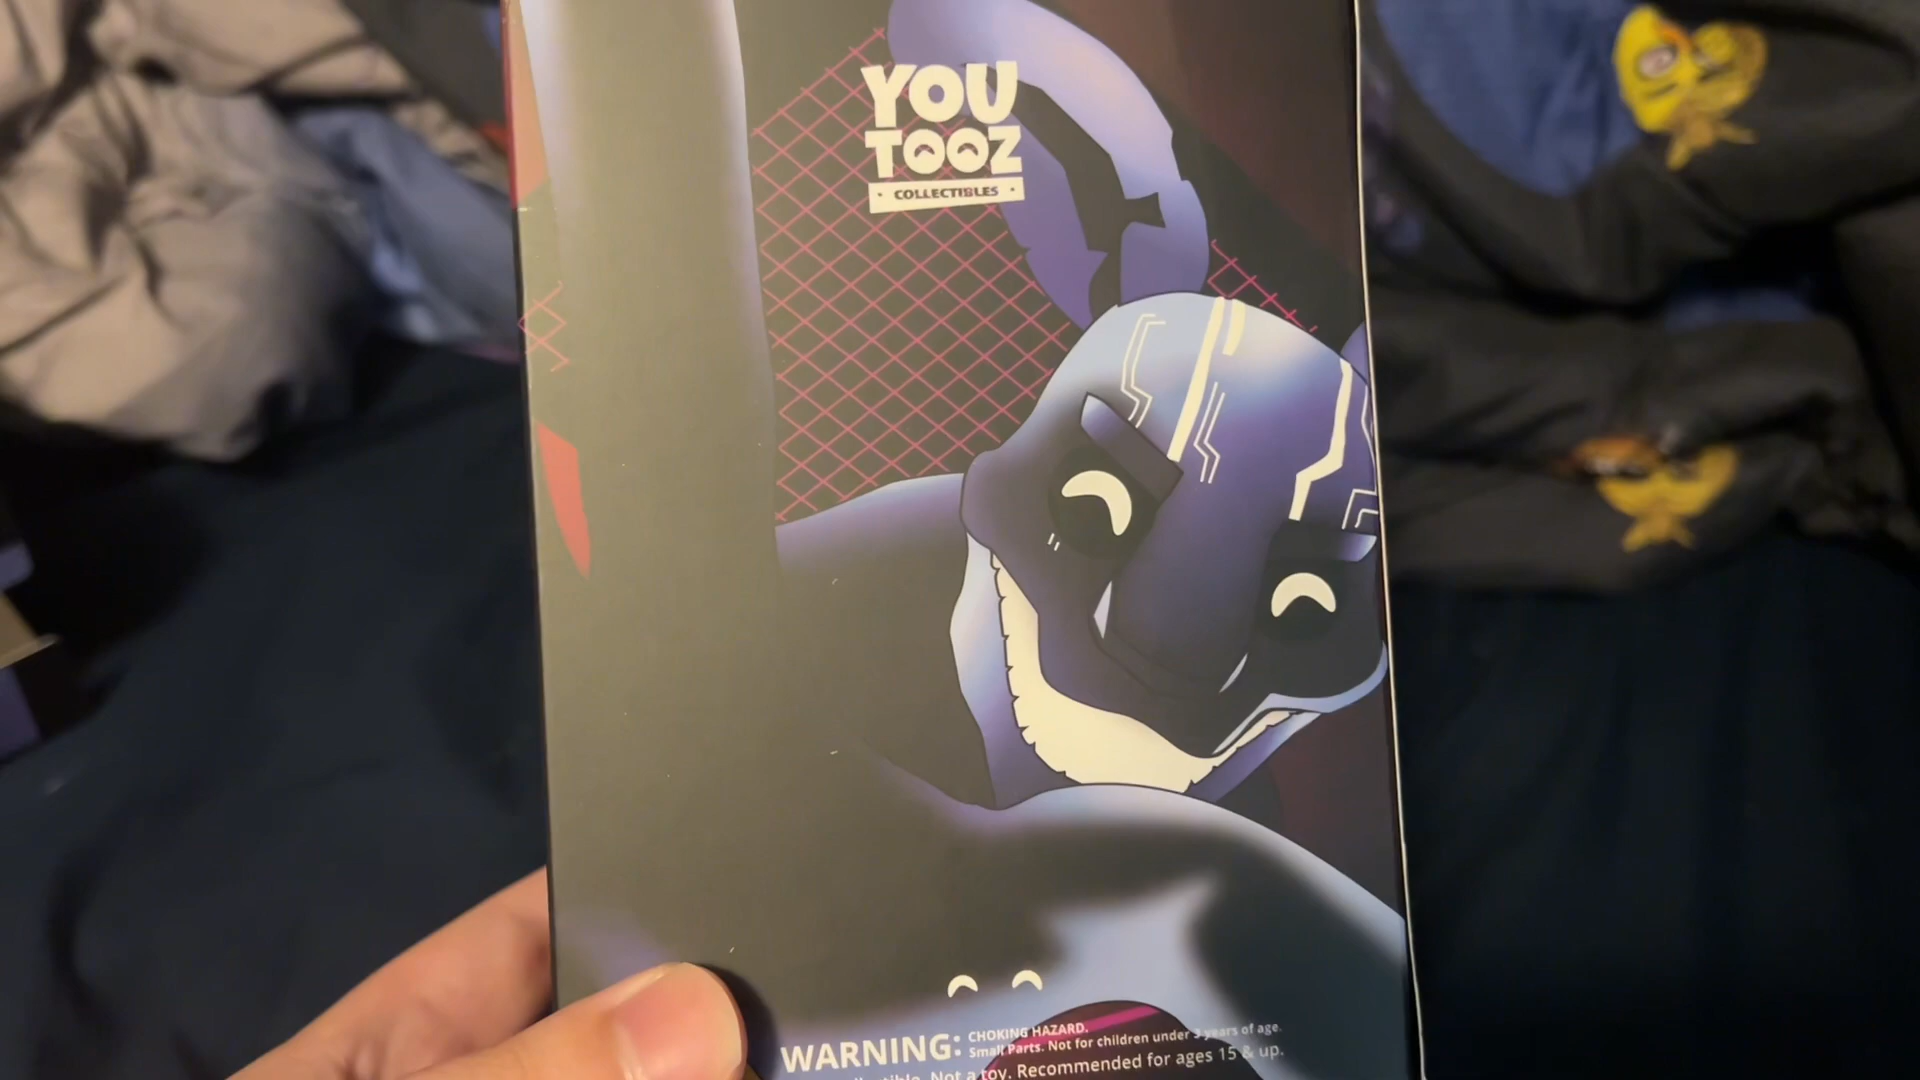 YOU
TOOZ
COLLECTIBLES
WARNING: CHOKING HAZARD.
Small Parts. Not for children under 3 years of age.
Not a toy. Recommended for ages 15 & up.